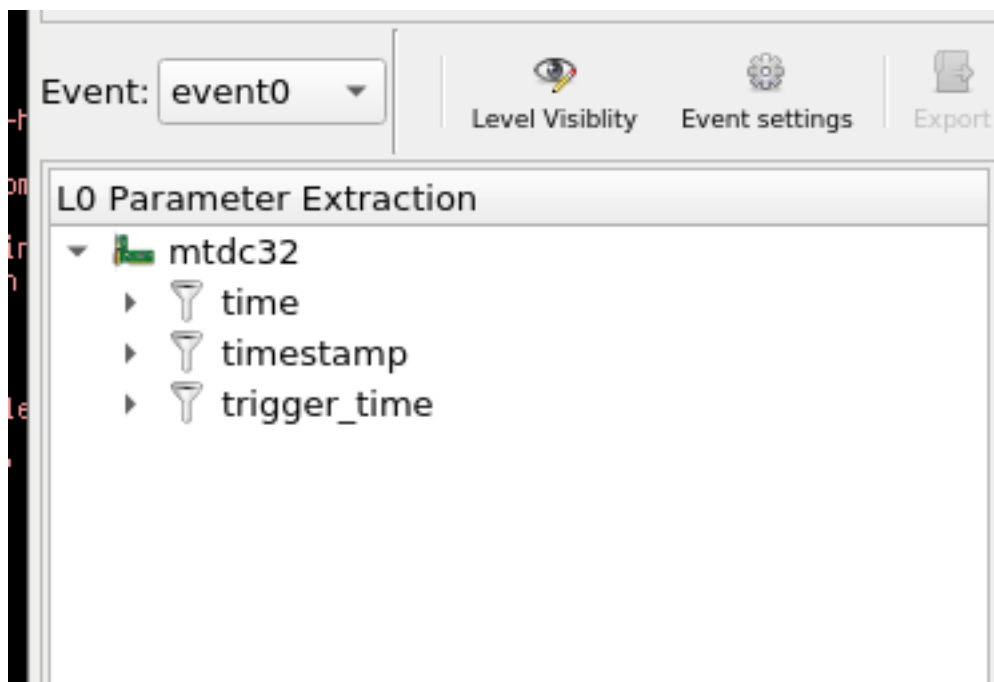 Event: event0
Level Visiblity
Event settings
Export
L0 Parameter Extraction
mtdc32
time
timestamp
trigger_time